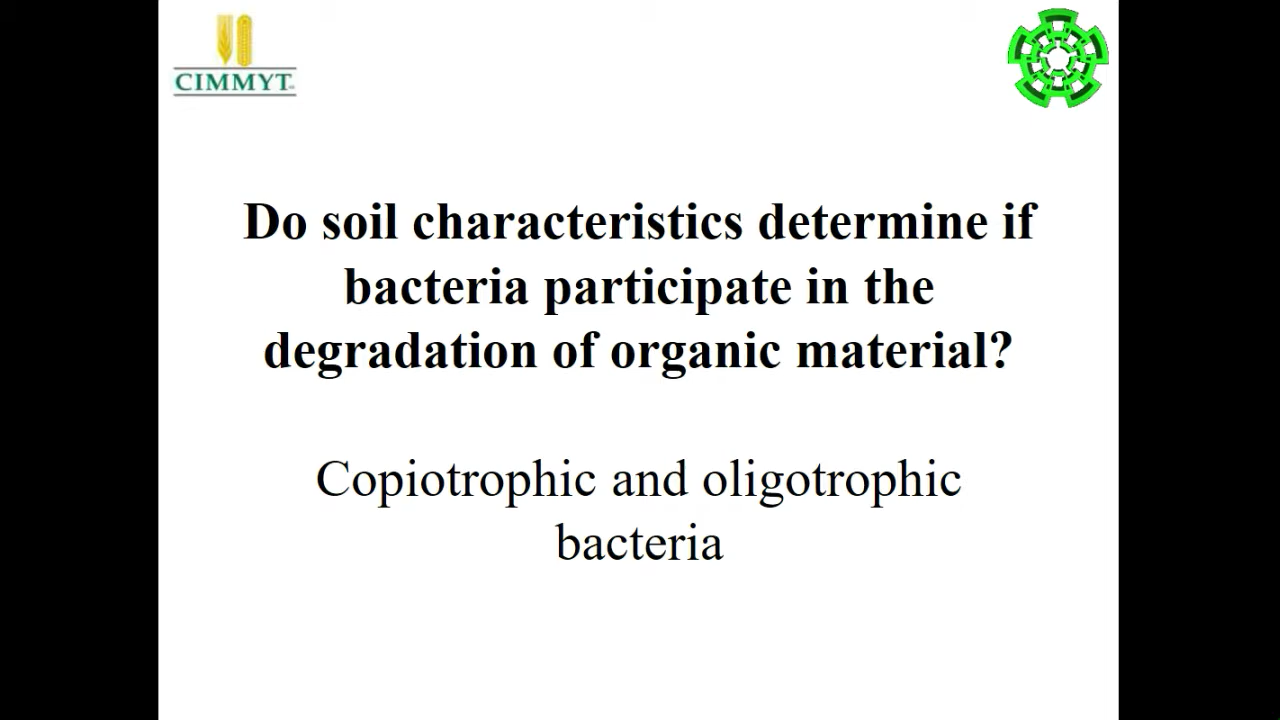 CIMMYT
Do soil characteristics determine if
bacteria participate in the
degradation of organic material?
Copiotrophic and oligotrophic
bacteria